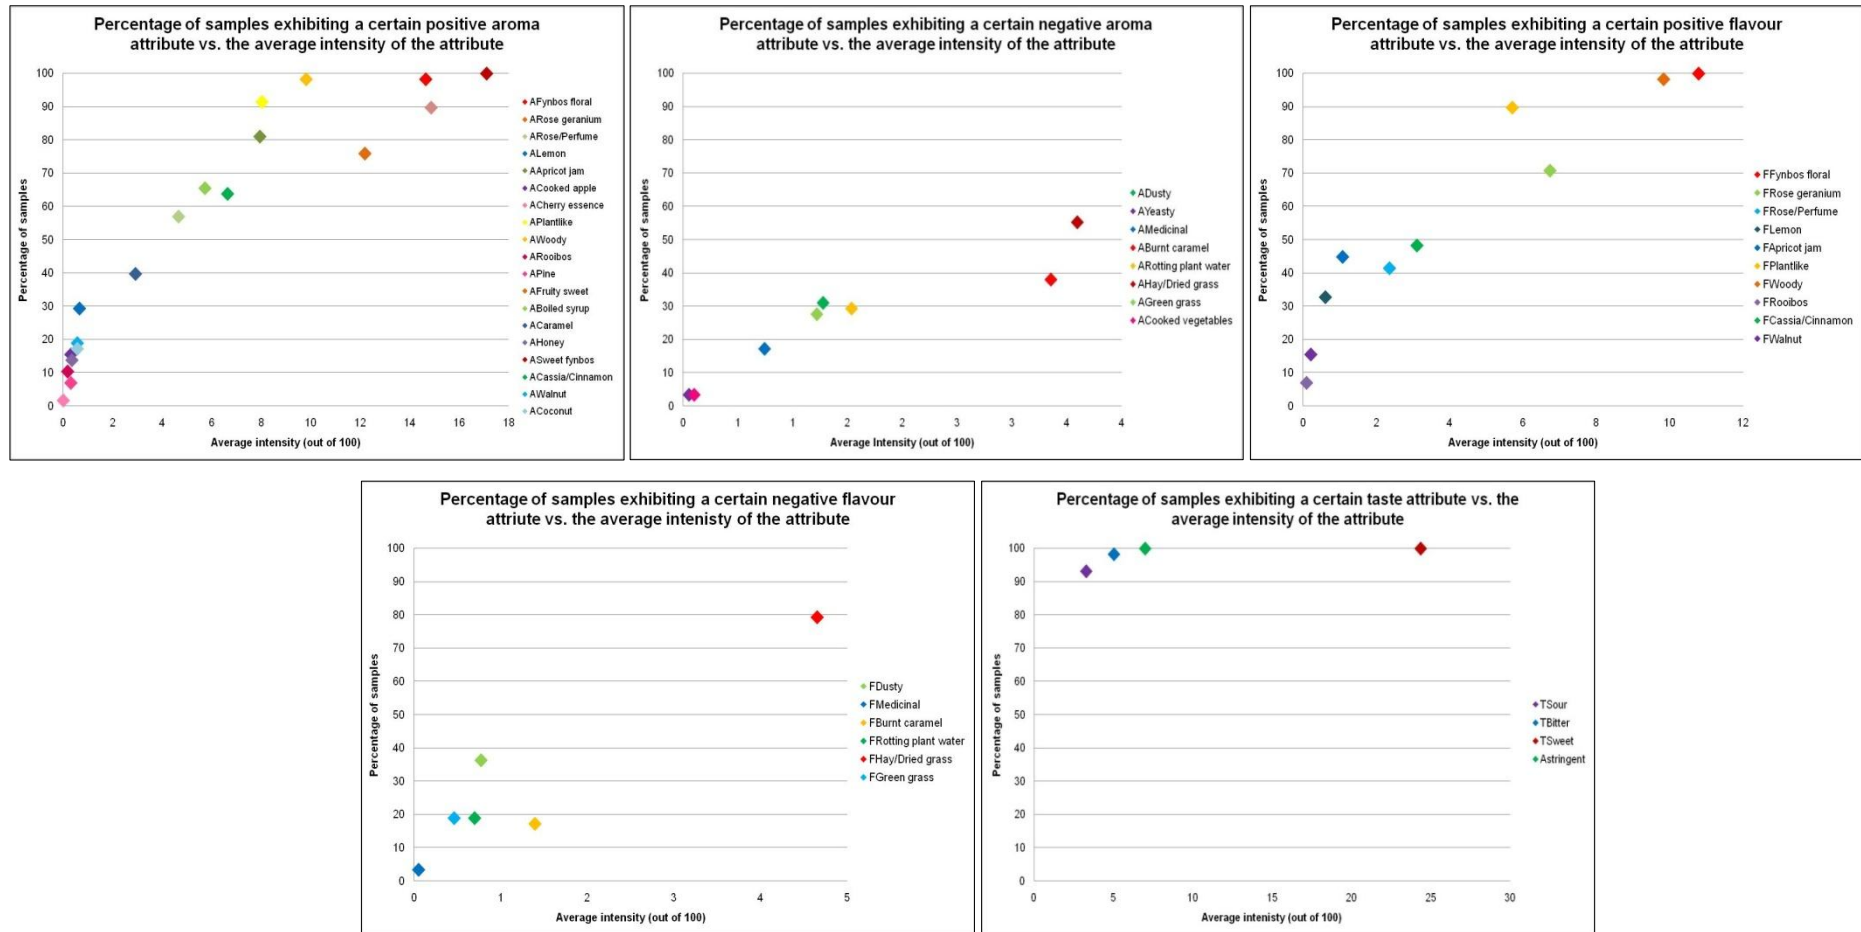 Percentage of samples exhibiting a certain positive aroma
attribute vs. the average intensity of the attribute
Percentage of samples
100
90
80
70
60
50
40
30
20
10
0
0 2 4 6 8 10 12 14 16 18
Average intensity (out of 100)
AFynbos floral
ARose geranium
ARose/Perfume
ALemon
AApricot jam
ACooked apple
ACherry essence
APlantlike
AWoody
ARooibos
APine
AFruity sweet
ABoiled syrup
ACaramel
AHoney
ASweet fynbos
ACassia/Cinnamon
AWalnut
ACoconut
Percentage of samples exhibiting a certain negative aroma
attribute vs. the average intensity of the attribute
Percentage of samples
100
90
80
70
60
50
40
30
20
10
0
0 1 1 2 2 3 3 4 4
Average Intensity (out of 100)
ADusty
AYeasty
AMedicinal
ABurnt caramel
ARotting plant water
AHay/Dried grass
AGreen grass
ACooked vegetables
Percentage of samples exhibiting a certain positive flavour
attribute vs. the average intensity of the attribute
Percentage of samples
100
90
80
70
60
50
40
30
20
10
0
0 2 4 6 8 10 12
Average intensity (out of 100)
FFynbos floral
FRose geranium
FRose/Perfume
FLemon
FApricot jam
FPlantlike
FWoody
FRooibos
FCassia/Cinnamon
FWalnut
Percentage of samples exhibiting a certain negative flavour
attriute vs. the average intenisty of the attribute
Percentage of samples
100
90
80
70
60
50
40
30
20
10
0
0 1 2 3 4 5
Average intensity (out of 100)
FDusty
FMedicinal
FBurnt caramel
FRotting plant water
FHay/Dried grass
FGreen grass
Percentage of samples exhibiting a certain taste attribute vs. the
average intensity of the attribute
Percentage of samples
100
90
80
70
60
50
40
30
20
10
0
0 5 10 15 20 25 30
Average intenisty (out of 100)
TSour
TBitter
TSweet
Astringent